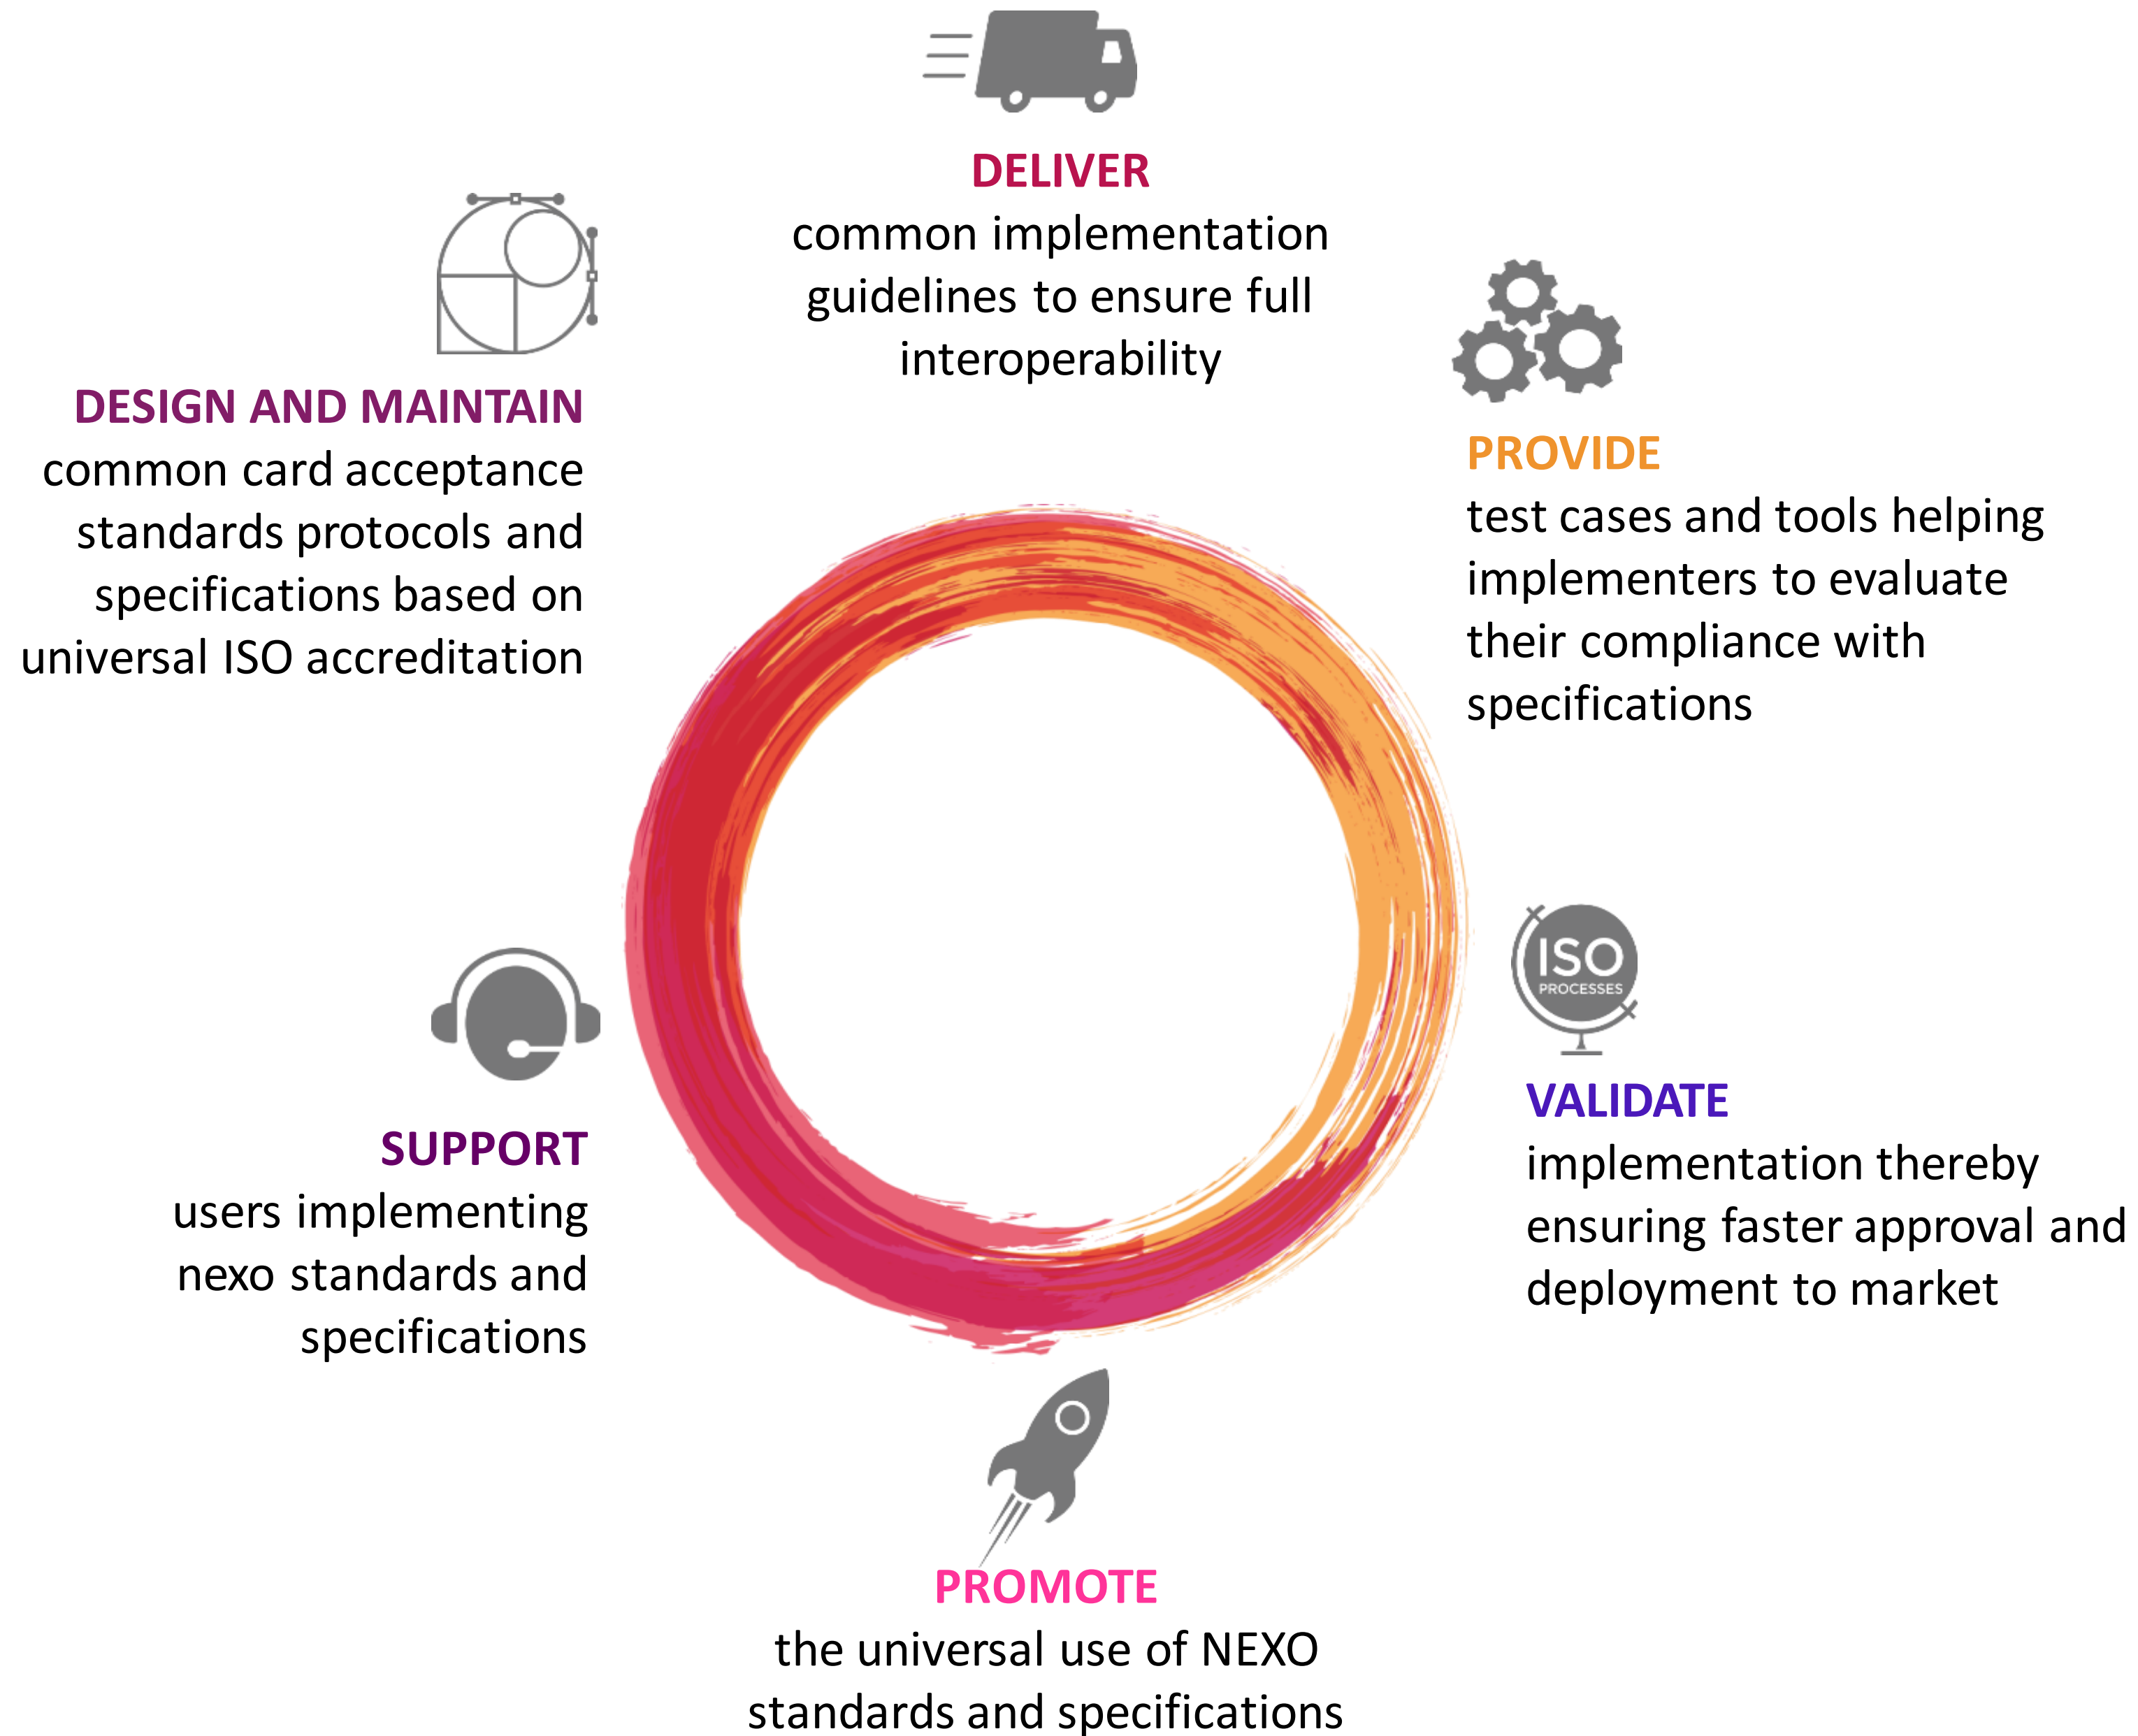 DELIVER
common implementation
guidelines to ensure full
interoperability
DESIGN AND MAINTAIN
common card acceptance
standards protocols and
specifications based on
universal ISO accreditation
PROVIDE
test cases and tools helping
implementers to evaluate
their compliance with
specifications
ISO
PROCESSES
VALIDATE
implementation thereby
ensuring faster approval and
deployment to market
SUPPORT
users implementing
nexo standards and
specifications
PROMOTE
the universal use of NEXO
standards and specifications